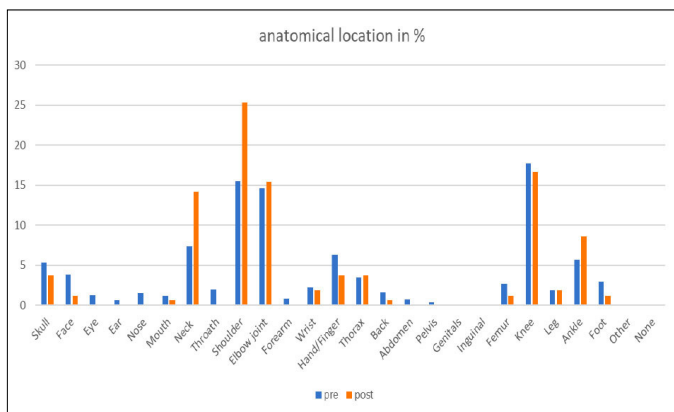 anatomical location in %
30
25
20
15
10
5
0
Skull
Face
Eye
Ear
Nose
Mouth
Neck
Throath
Shoulder
Elbow joint
Forearm
Wrist
Hand/Finger
Thorax
Back
Abdomen
Pelvis
Genitals
Inguinal
Femur
Knee
Leg
Ankle
Foot
Other
None
pre
post